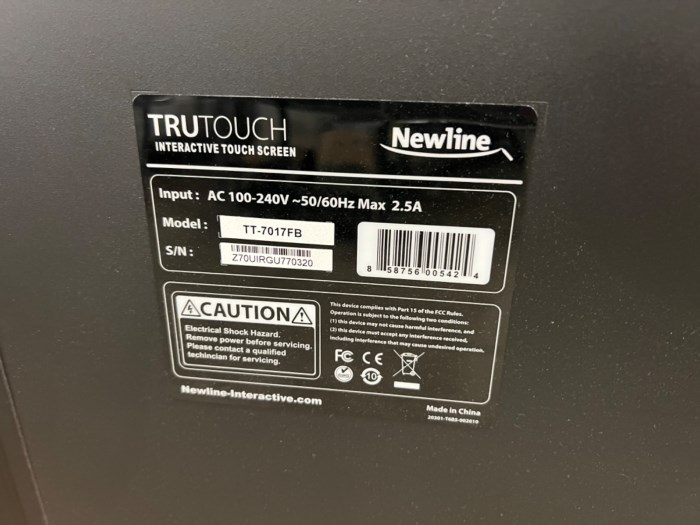 TRUTOUCH
INTERACTIVE TOUCH SCREEN
Newline
Input: AC 100-240V ~50/60Hz Max 2.5A
Model: TT-7017FB
S/N: Z70UIRGU770320
8 58756 00542 4
CAUTION
Electrical Shock Hazard.
Remove power before servicing.
Please contact a qualified
techincian for servicing.
This device complies with Part 15 of the FCC Rules.
Operation is subject to the following two conditions:
(1) this device may not cause harmful interference, and
(2) this device must accept any interference received,
including interference that may cause undesired operation.
FC CE
10
Newline-Interactive.com
Made in China